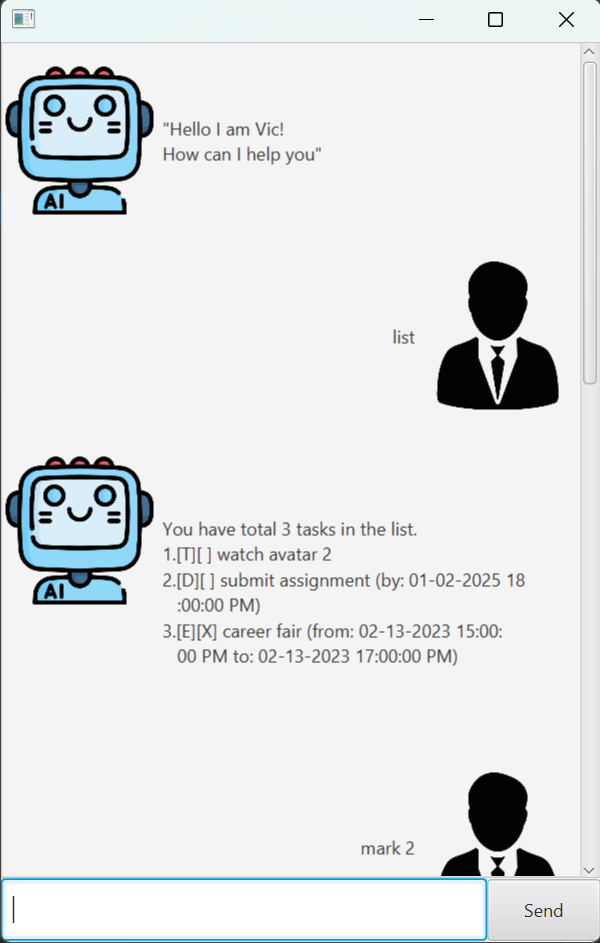 "Hello I am Vic!
How can I help you"
AI
list
You have total 3 tasks in the list.
1.[T][ ] watch avatar 2
2.[D][ ] submit assignment (by: 01-02-2025 18
:00:00 PM)
3.[E][X] career fair (from: 02-13-2023 15:00:
00 PM to: 02-13-2023 17:00:00 PM)
AI
mark 2
Send